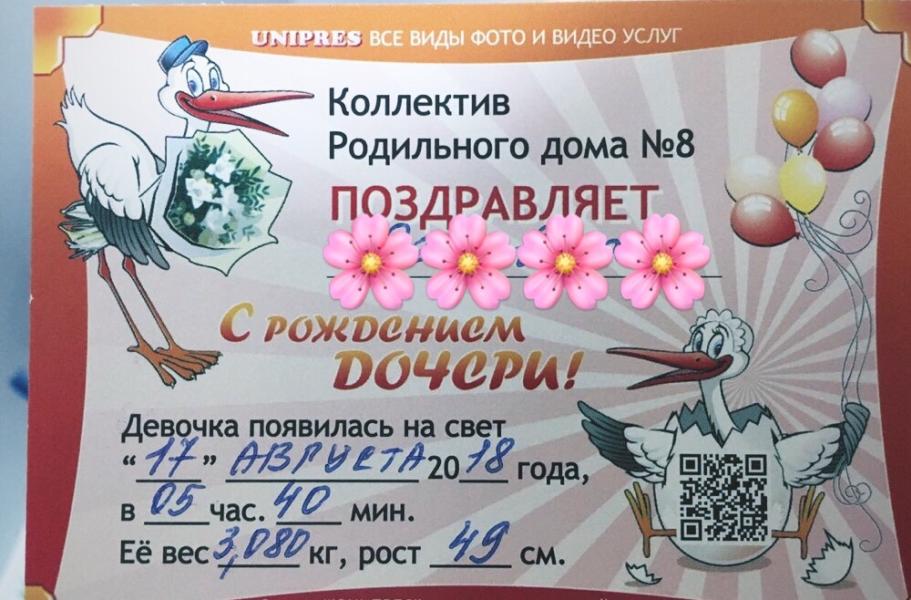 UNIPRES ВСЕ ВИДЫ ФОТО И ВИДЕО УСЛУГ
Коллектив
Родильного дома №8
ПОЗДРАВЛЯЕТ
С РОЖДЕНИЕМ
ДОЧЕРИ!
Девочка появилась на свет
“17” АВГУСТА 2018 года,
в 05 час. 40 мин.
Её вес 3,080 кг, рост 49 см.